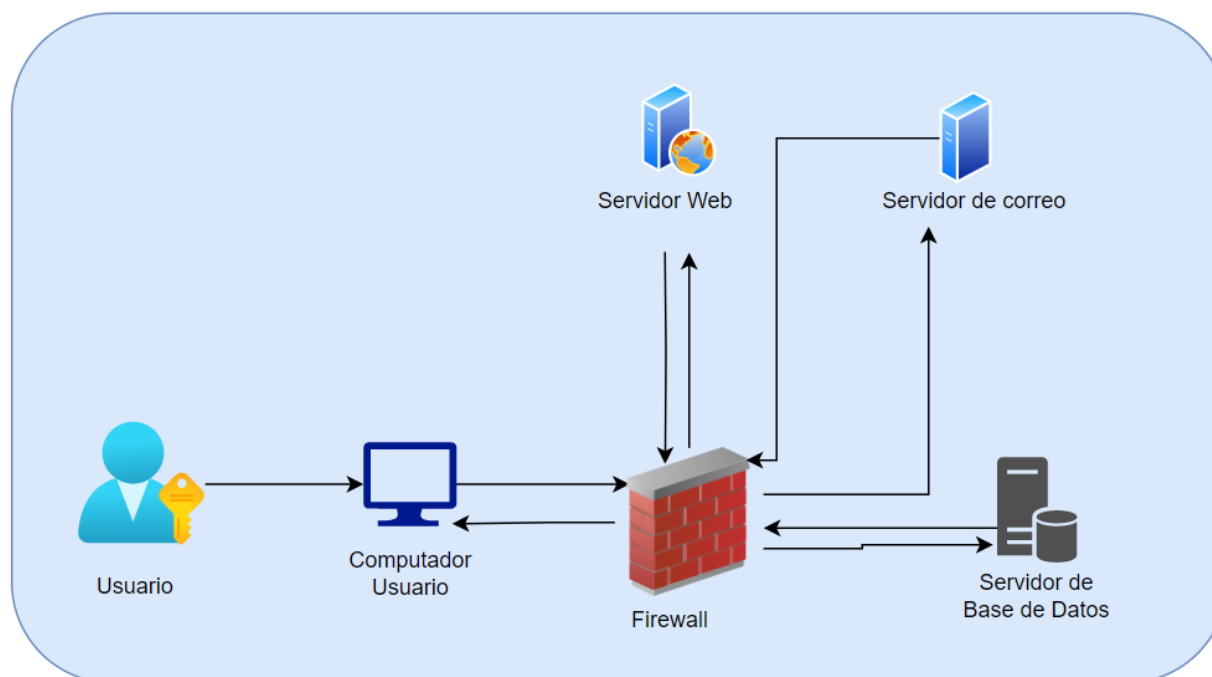 Servidor Web
Servidor de correo
Usuario
Computador
Usuario
Firewall
Servidor de
Base de Datos